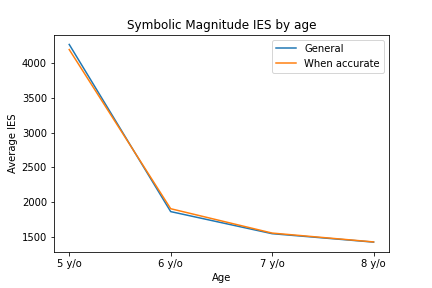 Symbolic Magnitude IES by age
General
When accurate
Average IES
4000
3500
3000
2500
2000
1500
5 y/o 6 y/o 7 y/o 8 y/o
Age